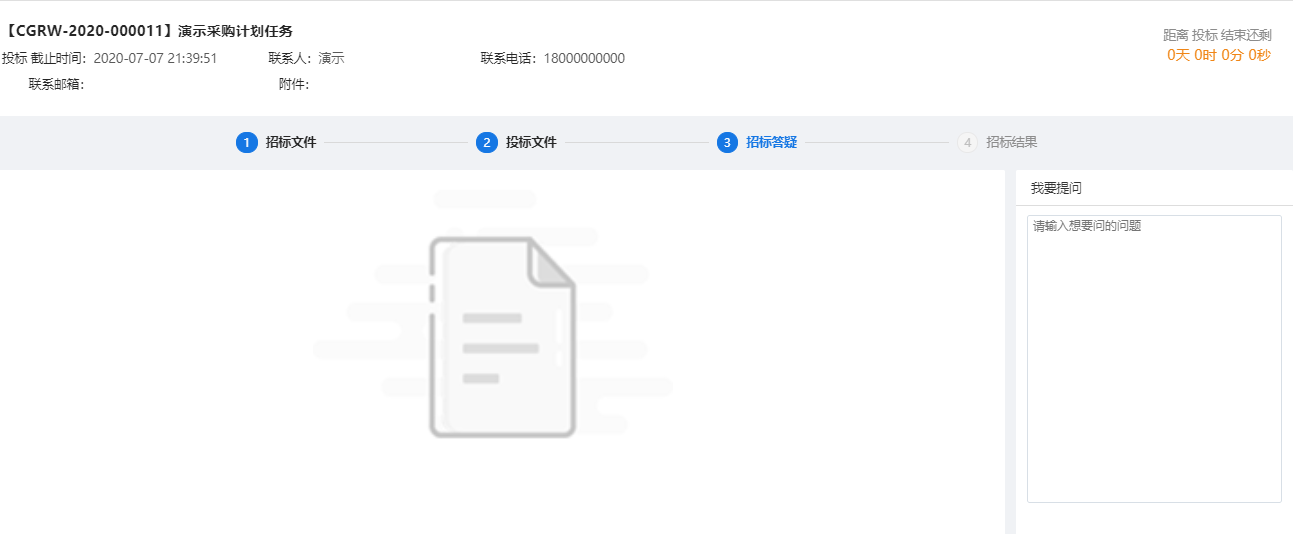 【CGRW-2020-000011】演示采购计划任务
距离 投标 结束还剩
投标 截止时间：2020-07-07 21:39:51 联系人：演示 联系电话：18000000000
0天 0时 0分 0秒
联系邮箱： 附件：
1 招标文件 2 投标文件 3 招标答疑 4 招标结果
我要提问
请输入想要问的问题